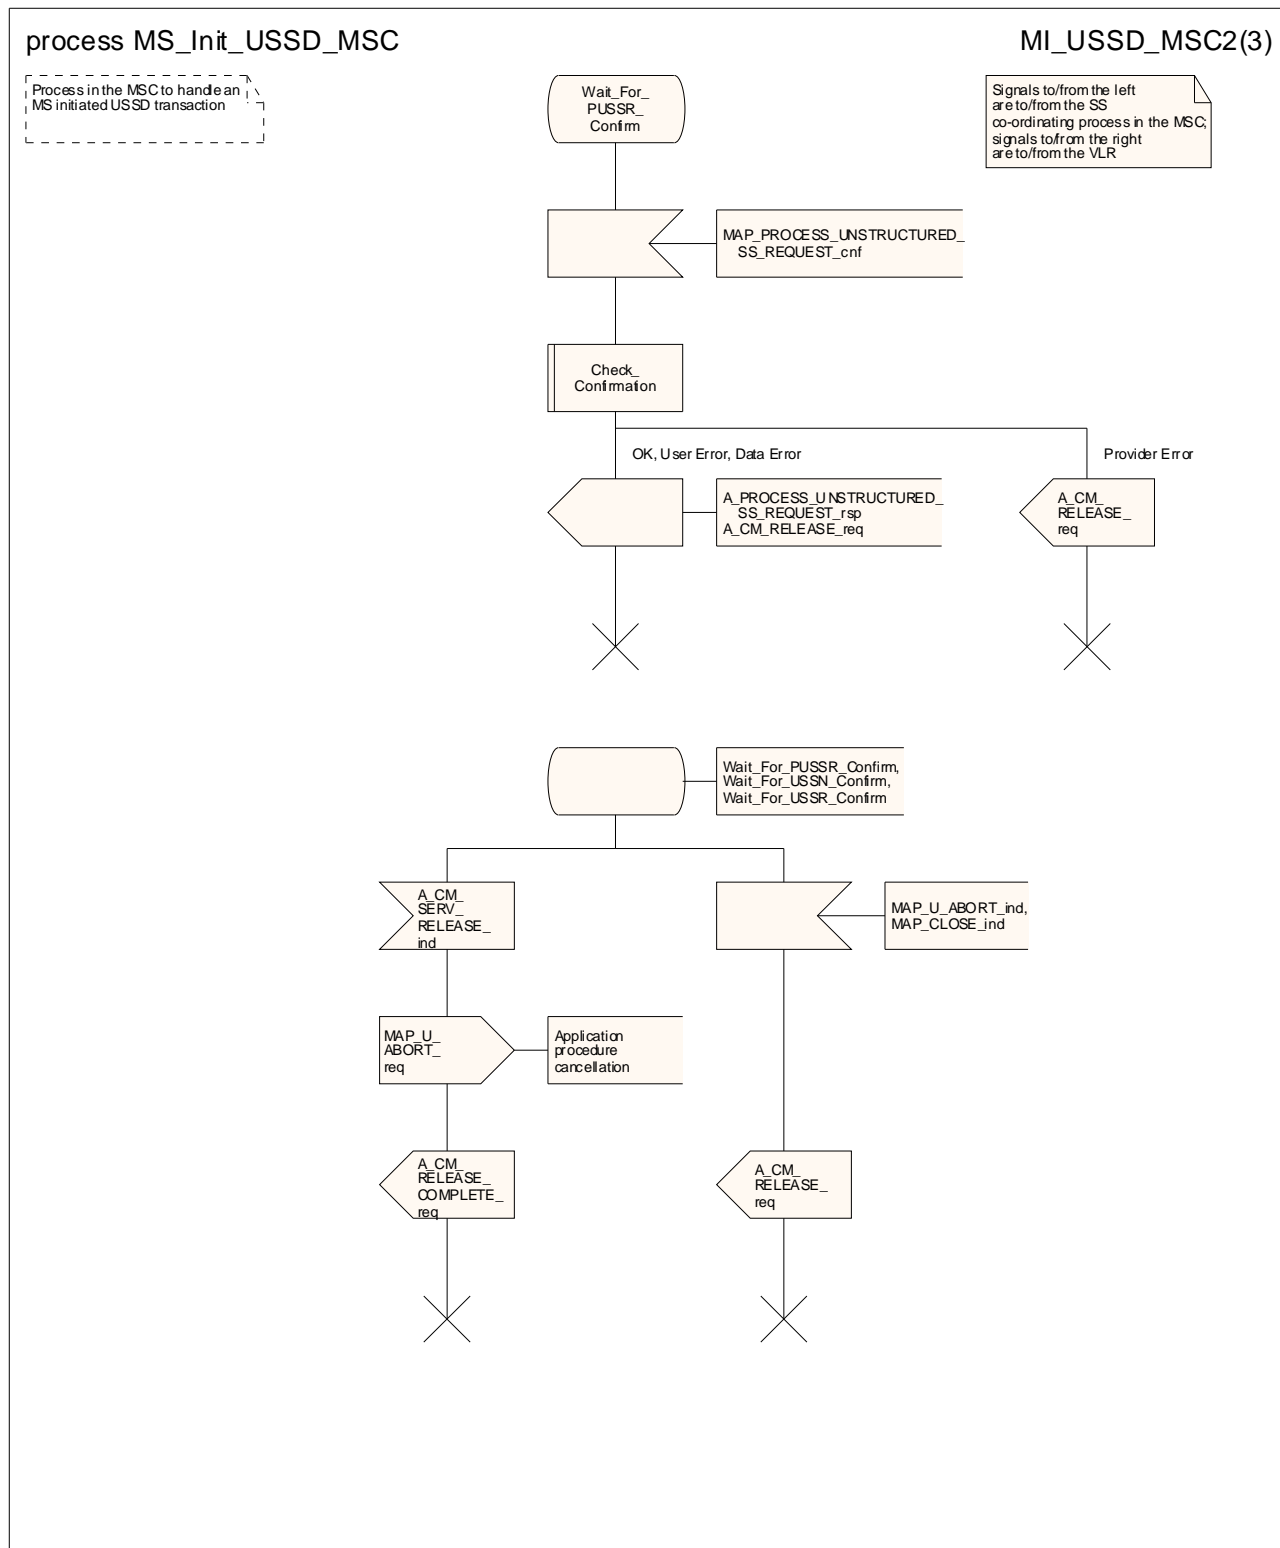 process MS_Init_USSD_MSC
MI_USSD_MSC2(3)
Process in the MSC to handle an
MS initiated USSD transaction
Wait_For_
PUSSR_
Confirm
Signals to/from the left
are to/from the SS
co-ordinating process in the MSC;
signals to/from the right
are to/from the VLR
MAP_PROCESS_UNSTRUCTURED_
SS_REQUEST_cnf
Check_
Confirmation
OK, User Error, Data Error
Provider Error
A_PROCESS_UNSTRUCTURED_
SS_REQUEST_rsp
A_CM_RELEASE_req
A_CM_
RELEASE_
req
Wait_For_PUSSR_Confirm,
Wait_For_USSN_Confirm,
Wait_For_USSR_Confirm
A_CM_
SERV_
RELEASE_
ind
MAP_U_ABORT_ind,
MAP_CLOSE_ind
MAP_U_
ABORT_
req
Application
procedure
cancellation
A_CM_
RELEASE_
COMPLETE_
req
A_CM_
RELEASE_
req